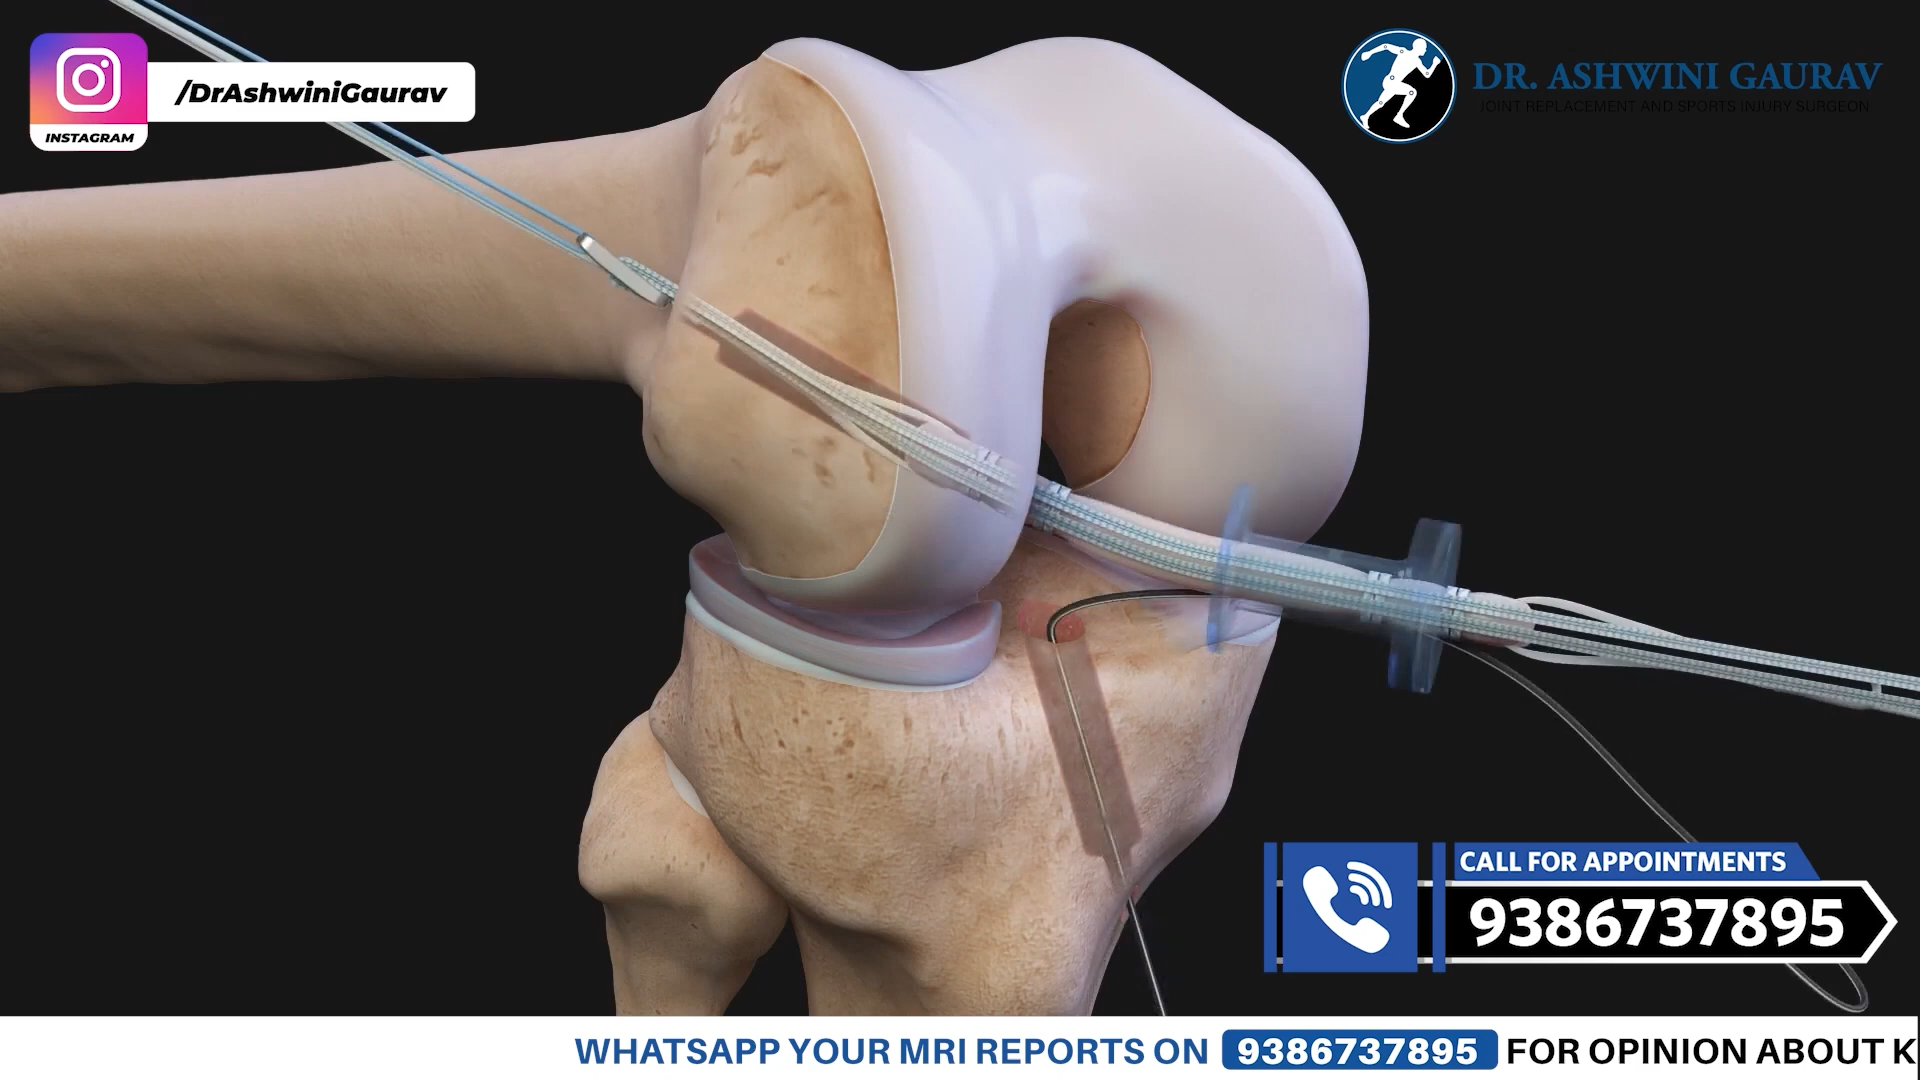 /DrAshwiniGaurav
INSTAGRAM
DR. ASHWINI GAURAV
JOINT REPLACEMENT AND SPORTS INJURY SURGEON
CALL FOR APPOINTMENTS
9386737895
WHATSAPP YOUR MRI REPORTS ON 9386737895 FOR OPINION ABOUT K